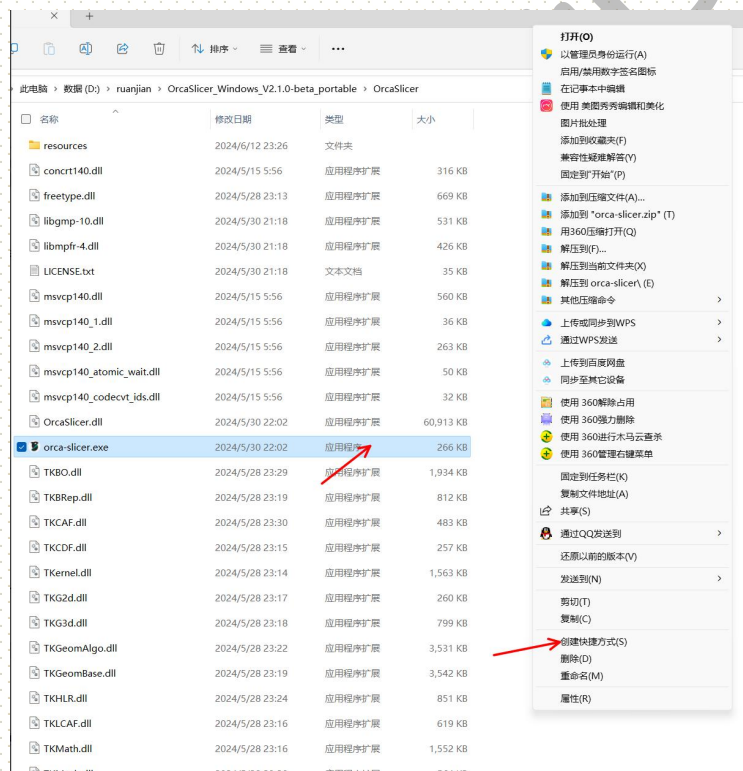 排序
查看
此电脑 › 数据 (D:) › ruanjian › OrcaSlicer_Windows_V2.1.0-beta_portable › OrcaSlicer
名称 修改日期 类型 大小
resources 2024/6/12 23:26 文件夹
concrt140.dll 2024/5/15 5:56 应用程序扩展 316 KB
freetype.dll 2024/5/28 23:13 应用程序扩展 669 KB
libgmp-10.dll 2024/5/30 21:18 应用程序扩展 531 KB
libmpfr-4.dll 2024/5/30 21:18 应用程序扩展 426 KB
LICENSE.txt 2024/5/30 21:18 文本文档 35 KB
msvcp140.dll 2024/5/15 5:56 应用程序扩展 560 KB
msvcp140_1.dll 2024/5/15 5:56 应用程序扩展 36 KB
msvcp140_2.dll 2024/5/15 5:56 应用程序扩展 263 KB
msvcp140_atomic_wait.dll 2024/5/15 5:56 应用程序扩展 50 KB
msvcp140_codecvt_ids.dll 2024/5/15 5:56 应用程序扩展 32 KB
OrcaSlicer.dll 2024/5/30 22:02 应用程序扩展 60,913 KB
orca-slicer.exe 2024/5/30 22:02 应用程序 266 KB
TKBO.dll 2024/5/28 23:29 应用程序扩展 1,934 KB
TKBRep.dll 2024/5/28 23:19 应用程序扩展 812 KB
TKCAF.dll 2024/5/28 23:30 应用程序扩展 483 KB
TKCDF.dll 2024/5/28 23:15 应用程序扩展 257 KB
TKernel.dll 2024/5/28 23:14 应用程序扩展 1,563 KB
TKG2d.dll 2024/5/28 23:17 应用程序扩展 260 KB
TKG3d.dll 2024/5/28 23:18 应用程序扩展 799 KB
TKGeomAlgo.dll 2024/5/28 23:22 应用程序扩展 3,531 KB
TKGeomBase.dll 2024/5/28 23:19 应用程序扩展 3,542 KB
TKHLR.dll 2024/5/28 23:24 应用程序扩展 851 KB
TKLCAF.dll 2024/5/28 23:16 应用程序扩展 619 KB
TKMath.dll 2024/5/28 23:16 应用程序扩展 1,552 KB
打开(O)
以管理员身份运行(A)
启用/禁用数字签名图标
在记事本中编辑
使用 美图秀秀编辑和美化
图片批处理
添加到收藏夹(F)
兼容性疑难解答(Y)
固定到"开始"(P)
添加到压缩文件(A)...
添加到 "orca-slicer.zip" (T)
用360压缩打开(Q)
解压到(F)...
解压到当前文件夹(X)
解压到 orca-slicer\ (E)
其他压缩命令
上传或同步到WPS
通过WPS发送
上传到百度网盘
同步至其它设备
使用 360解除占用
使用 360强力删除
使用 360进行木马云查杀
使用 360管理右键菜单
固定到任务栏(K)
复制文件地址(A)
共享(S)
通过QQ发送到
还原以前的版本(V)
发送到(N)
剪切(T)
复制(C)
创建快捷方式(S)
删除(D)
重命名(M)
属性(R)